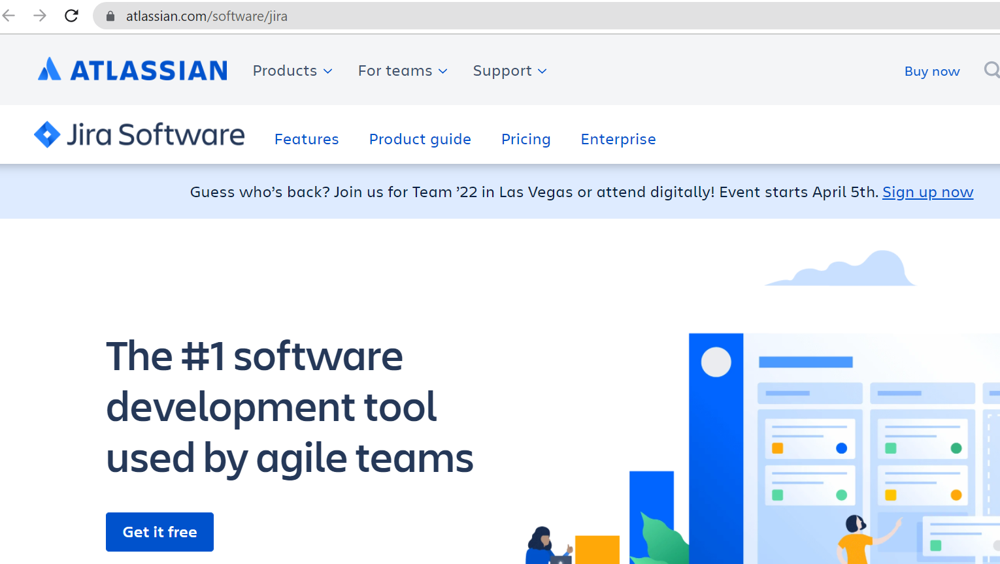 atlassian.com/software/jira
ATLASSIAN Products For teams Support Buy now
Jira Software Features Product guide Pricing Enterprise
Guess who’s back? Join us for Team ’22 in Las Vegas or attend digitally! Event starts April 5th. Sign up now
The #1 software
development tool
used by agile teams
Get it free